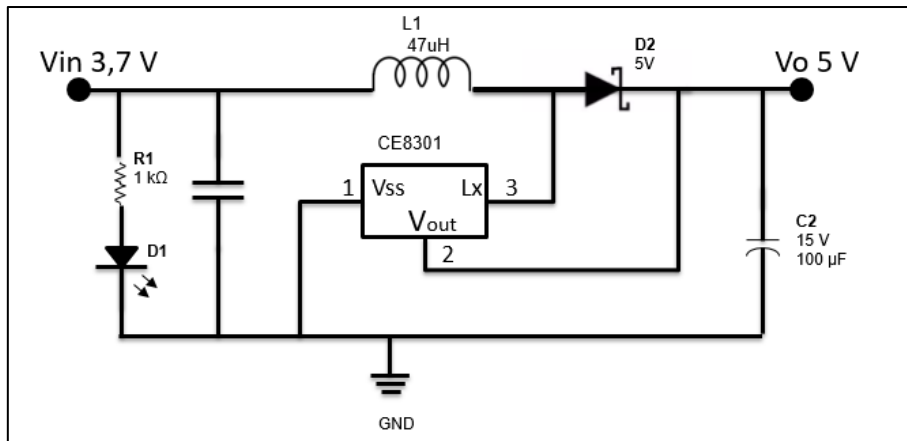 L1
47uH
D2
5V
Vin 3,7 V
Vo 5 V
CE8301
R1
1 kΩ
1
Vss
Lx
3
Vout
2
D1
C2
15 V
100 µF
GND